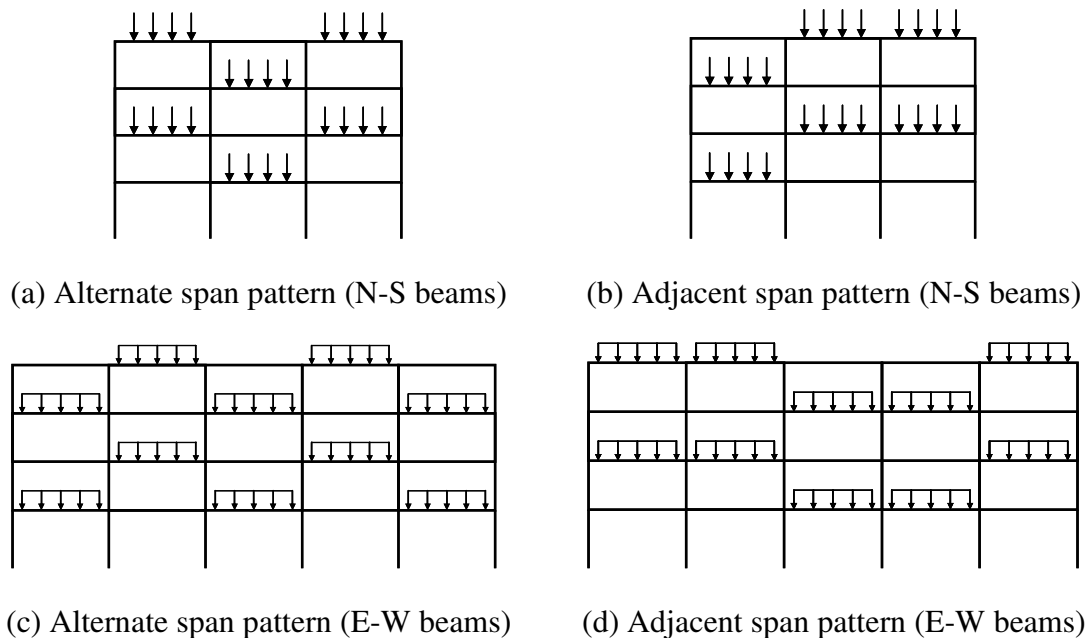 (a) Alternate span pattern (N-S beams)
(b) Adjacent span pattern (N-S beams)
(c) Alternate span pattern (E-W beams)
(d) Adjacent span pattern (E-W beams)